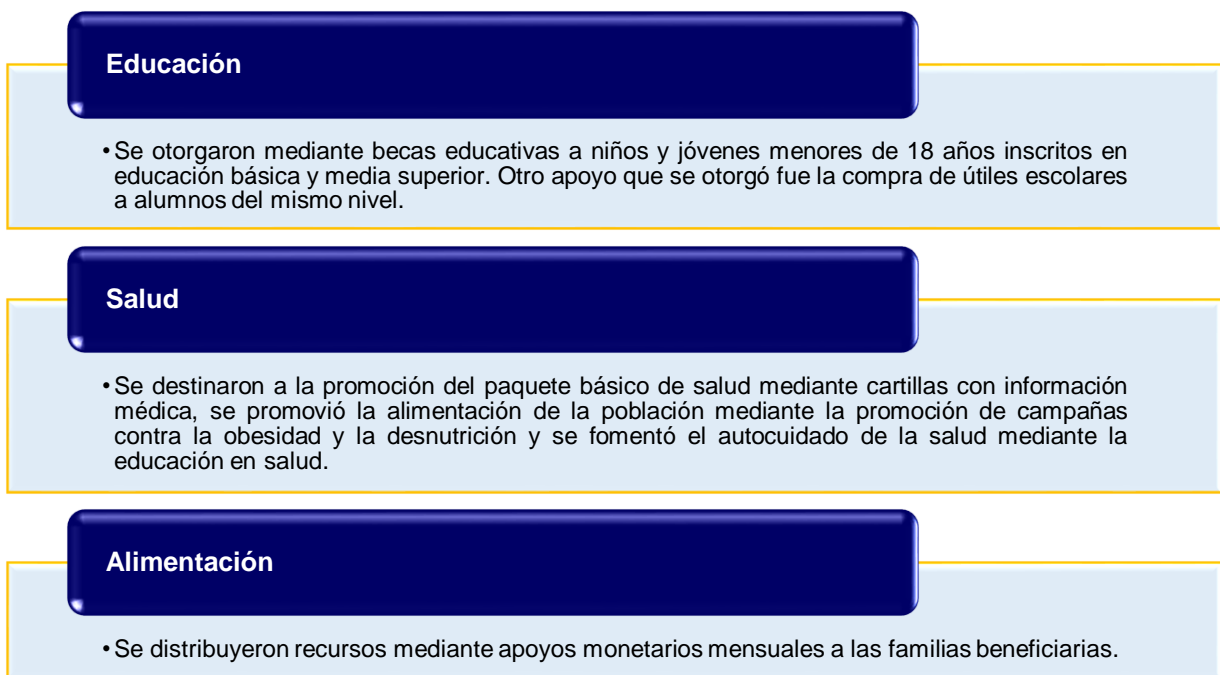 Educación
•Se otorgaron mediante becas educativas a niños y jóvenes menores de 18 años inscritos en
educación básica y media superior. Otro apoyo que se otorgó fue la compra de útiles escolares
a alumnos del mismo nivel.
Salud
•Se destinaron a la promoción del paquete básico de salud mediante cartillas con información
médica, se promovió la alimentación de la población mediante la promoción de campañas
contra la obesidad y la desnutrición y se fomentó el autocuidado de la salud mediante la
educación en salud.
Alimentación
•Se distribuyeron recursos mediante apoyos monetarios mensuales a las familias beneficiarias.